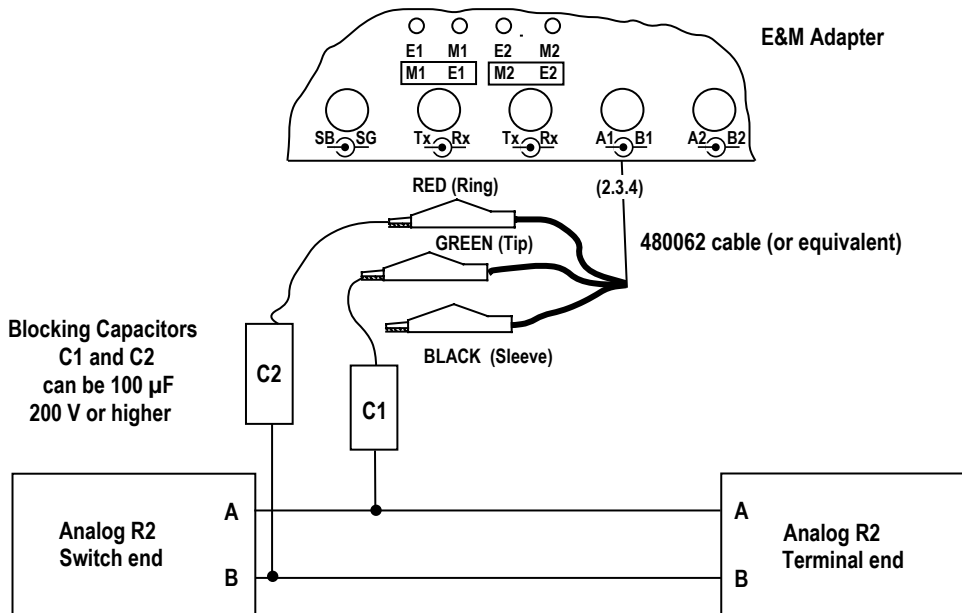 E&M Adapter
E1 M1 E2 M2
M1 E1 M2 E2
SB SG Tx Rx Tx Rx A1 B1 A2 B2
(2.3.4)
RED (Ring)
GREEN (Tip)
480062 cable (or equivalent)
BLACK (Sleeve)
Blocking Capacitors
C1 and C2
can be 100 µF
200 V or higher
C2
C1
Analog R2
Switch end
A
B
A
B
Analog R2
Terminal end